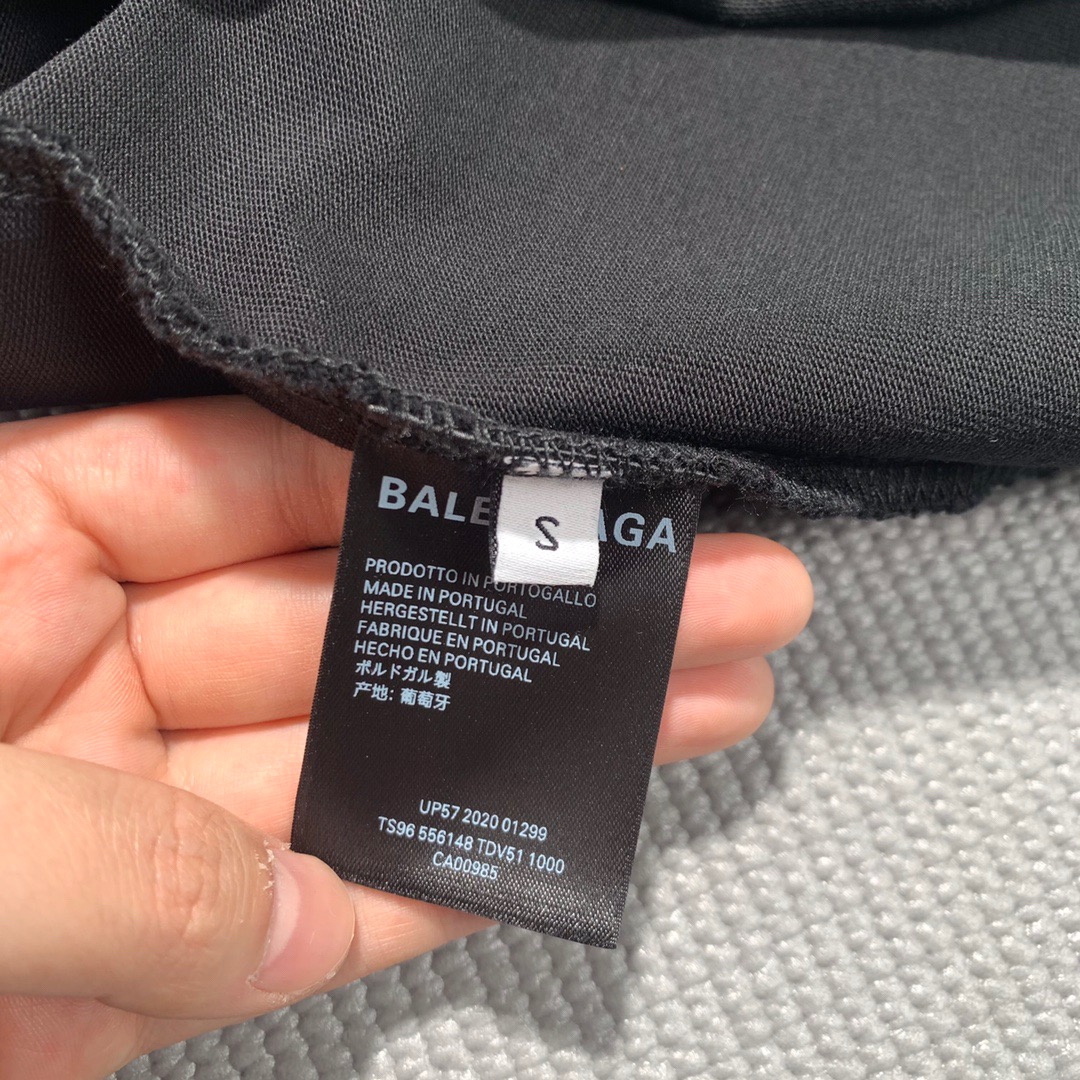 BALE AGA
S
PRODOTTO IN PORTOGALLO
MADE IN PORTUGAL
HERGESTELLT IN PORTUGAL
FABRIQUE EN PORTUGAL
HECHO EN PORTUGAL
ポルドガル製
产地: 葡萄牙
UP57 2020 01299
TS96 556148 TDV51 1000
CA00985